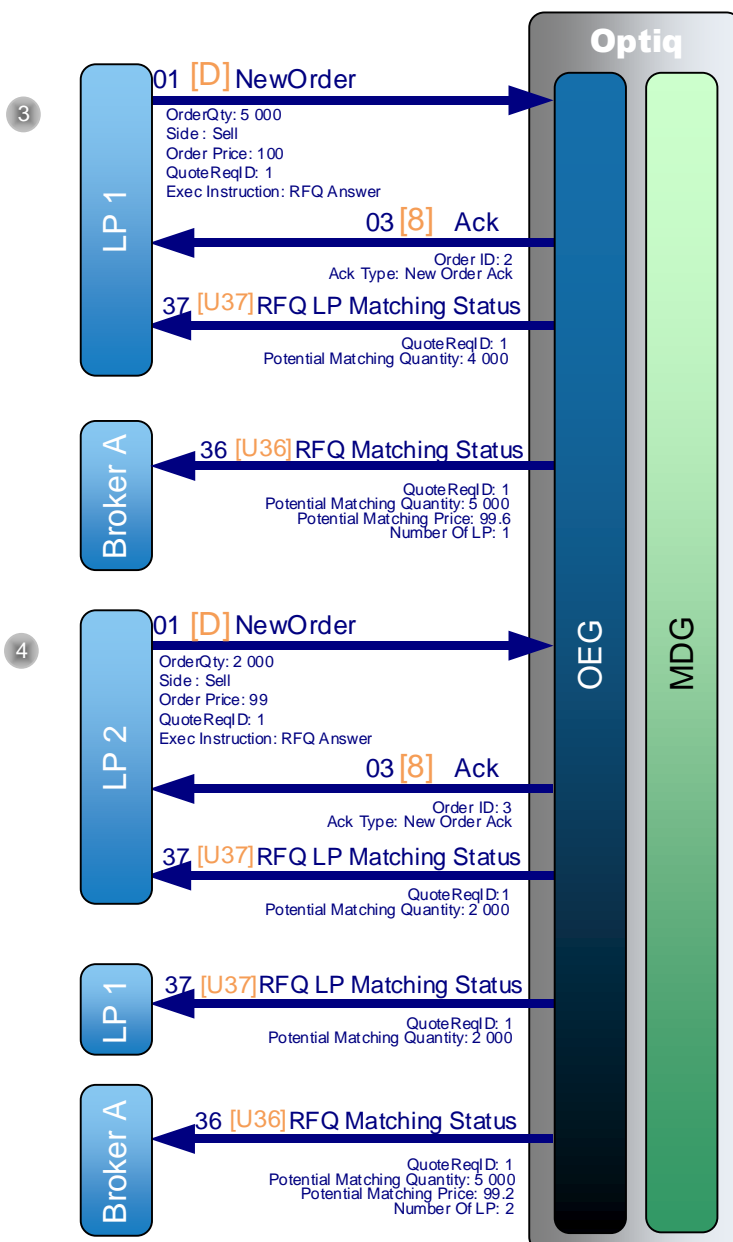 Optiq
3
LP 1
01 [D] NewOrder
OrderQty: 5 000
Side : Sell
Order Price: 100
QuoteReqID: 1
Exec Instruction: RFQ Answer
03 [8] Ack
Order ID: 2
Ack Type: New Order Ack
37 [U37] RFQ LP Matching Status
QuoteReqID: 1
Potential Matching Quantity: 4 000
Broker A
36 [U36] RFQ Matching Status
QuoteReqID: 1
Potential Matching Quantity: 5 000
Potential Matching Price: 99.6
Number Of LP: 1
4
LP 2
01 [D] NewOrder
OrderQty: 2 000
Side : Sell
Order Price: 99
QuoteReqID: 1
Exec Instruction: RFQ Answer
03 [8] Ack
Order ID: 3
Ack Type: New Order Ack
37 [U37] RFQ LP Matching Status
QuoteReqID:1
Potential Matching Quantity: 2 000
LP 1
37 [U37] RFQ LP Matching Status
QuoteReqID: 1
Potential Matching Quantity: 2 000
Broker A
36 [U36] RFQ Matching Status
QuoteReqID: 1
Potential Matching Quantity: 5 000
Potential Matching Price: 99.2
Number Of LP: 2
OEG
MDG